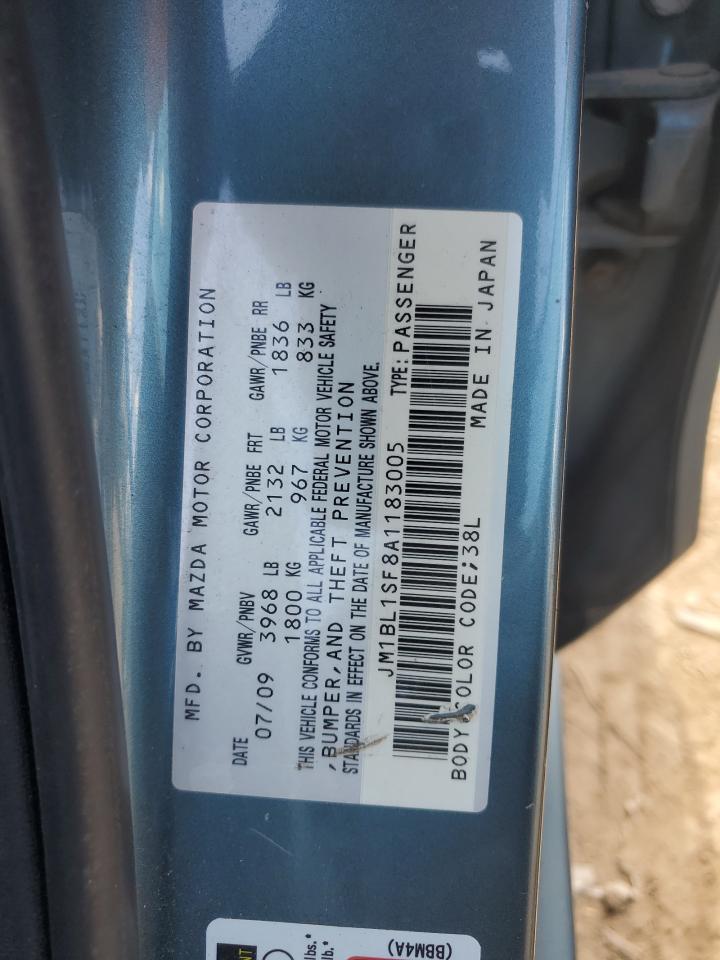 MFD. BY MAZDA MOTOR CORPORATION
DATE GVWR/PNBV GAWR/PNBE FRT GAWR/PNBE RR
07/09 3968 LB 2132 LB 1836 LB
1800 KG 967 KG 833 KG
THIS VEHICLE CONFORMS TO ALL APPLICABLE FEDERAL MOTOR VEHICLE SAFETY
,BUMPER,AND THEFT PREVENTION
STANDARDS IN EFFECT ON THE DATE OF MANUFACTURE SHOWN ABOVE.
JM1BL1SF8A1183005 TYPE:PASSENGER
BODY COLOR CODE;38L MADE IN JAPAN
lbs.*
lb.*
(BBM4A)